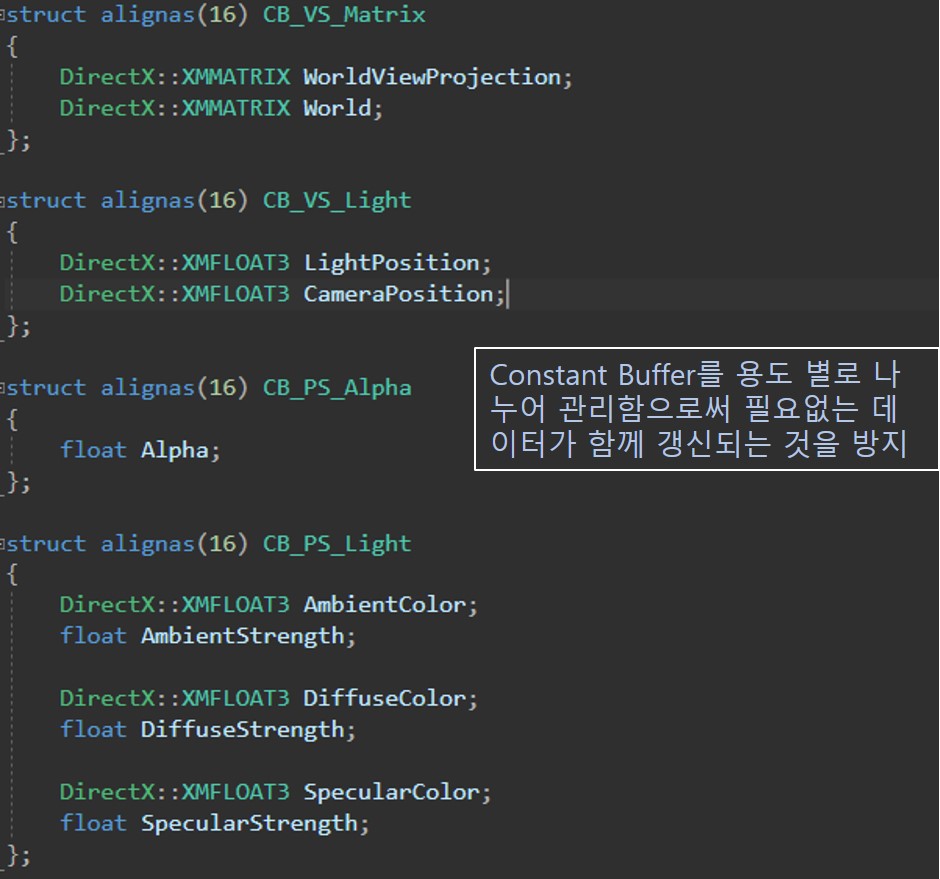 struct alignas(16) CB_VS_Matrix
{
    DirectX::XMMATRIX WorldViewProjection;
    DirectX::XMMATRIX World;
};
struct alignas(16) CB_VS_Light
{
    DirectX::XMFLOAT3 LightPosition;
    DirectX::XMFLOAT3 CameraPosition;
};
struct alignas(16) CB_PS_Alpha
{
    float Alpha;
};
Constant Buffer를 용도 별로 나
누어 관리함으로써 필요없는 데
이터가 함께 갱신되는 것을 방지
struct alignas(16) CB_PS_Light
{
    DirectX::XMFLOAT3 AmbientColor;
    float AmbientStrength;
    DirectX::XMFLOAT3 DiffuseColor;
    float DiffuseStrength;
    DirectX::XMFLOAT3 SpecularColor;
    float SpecularStrength;
};